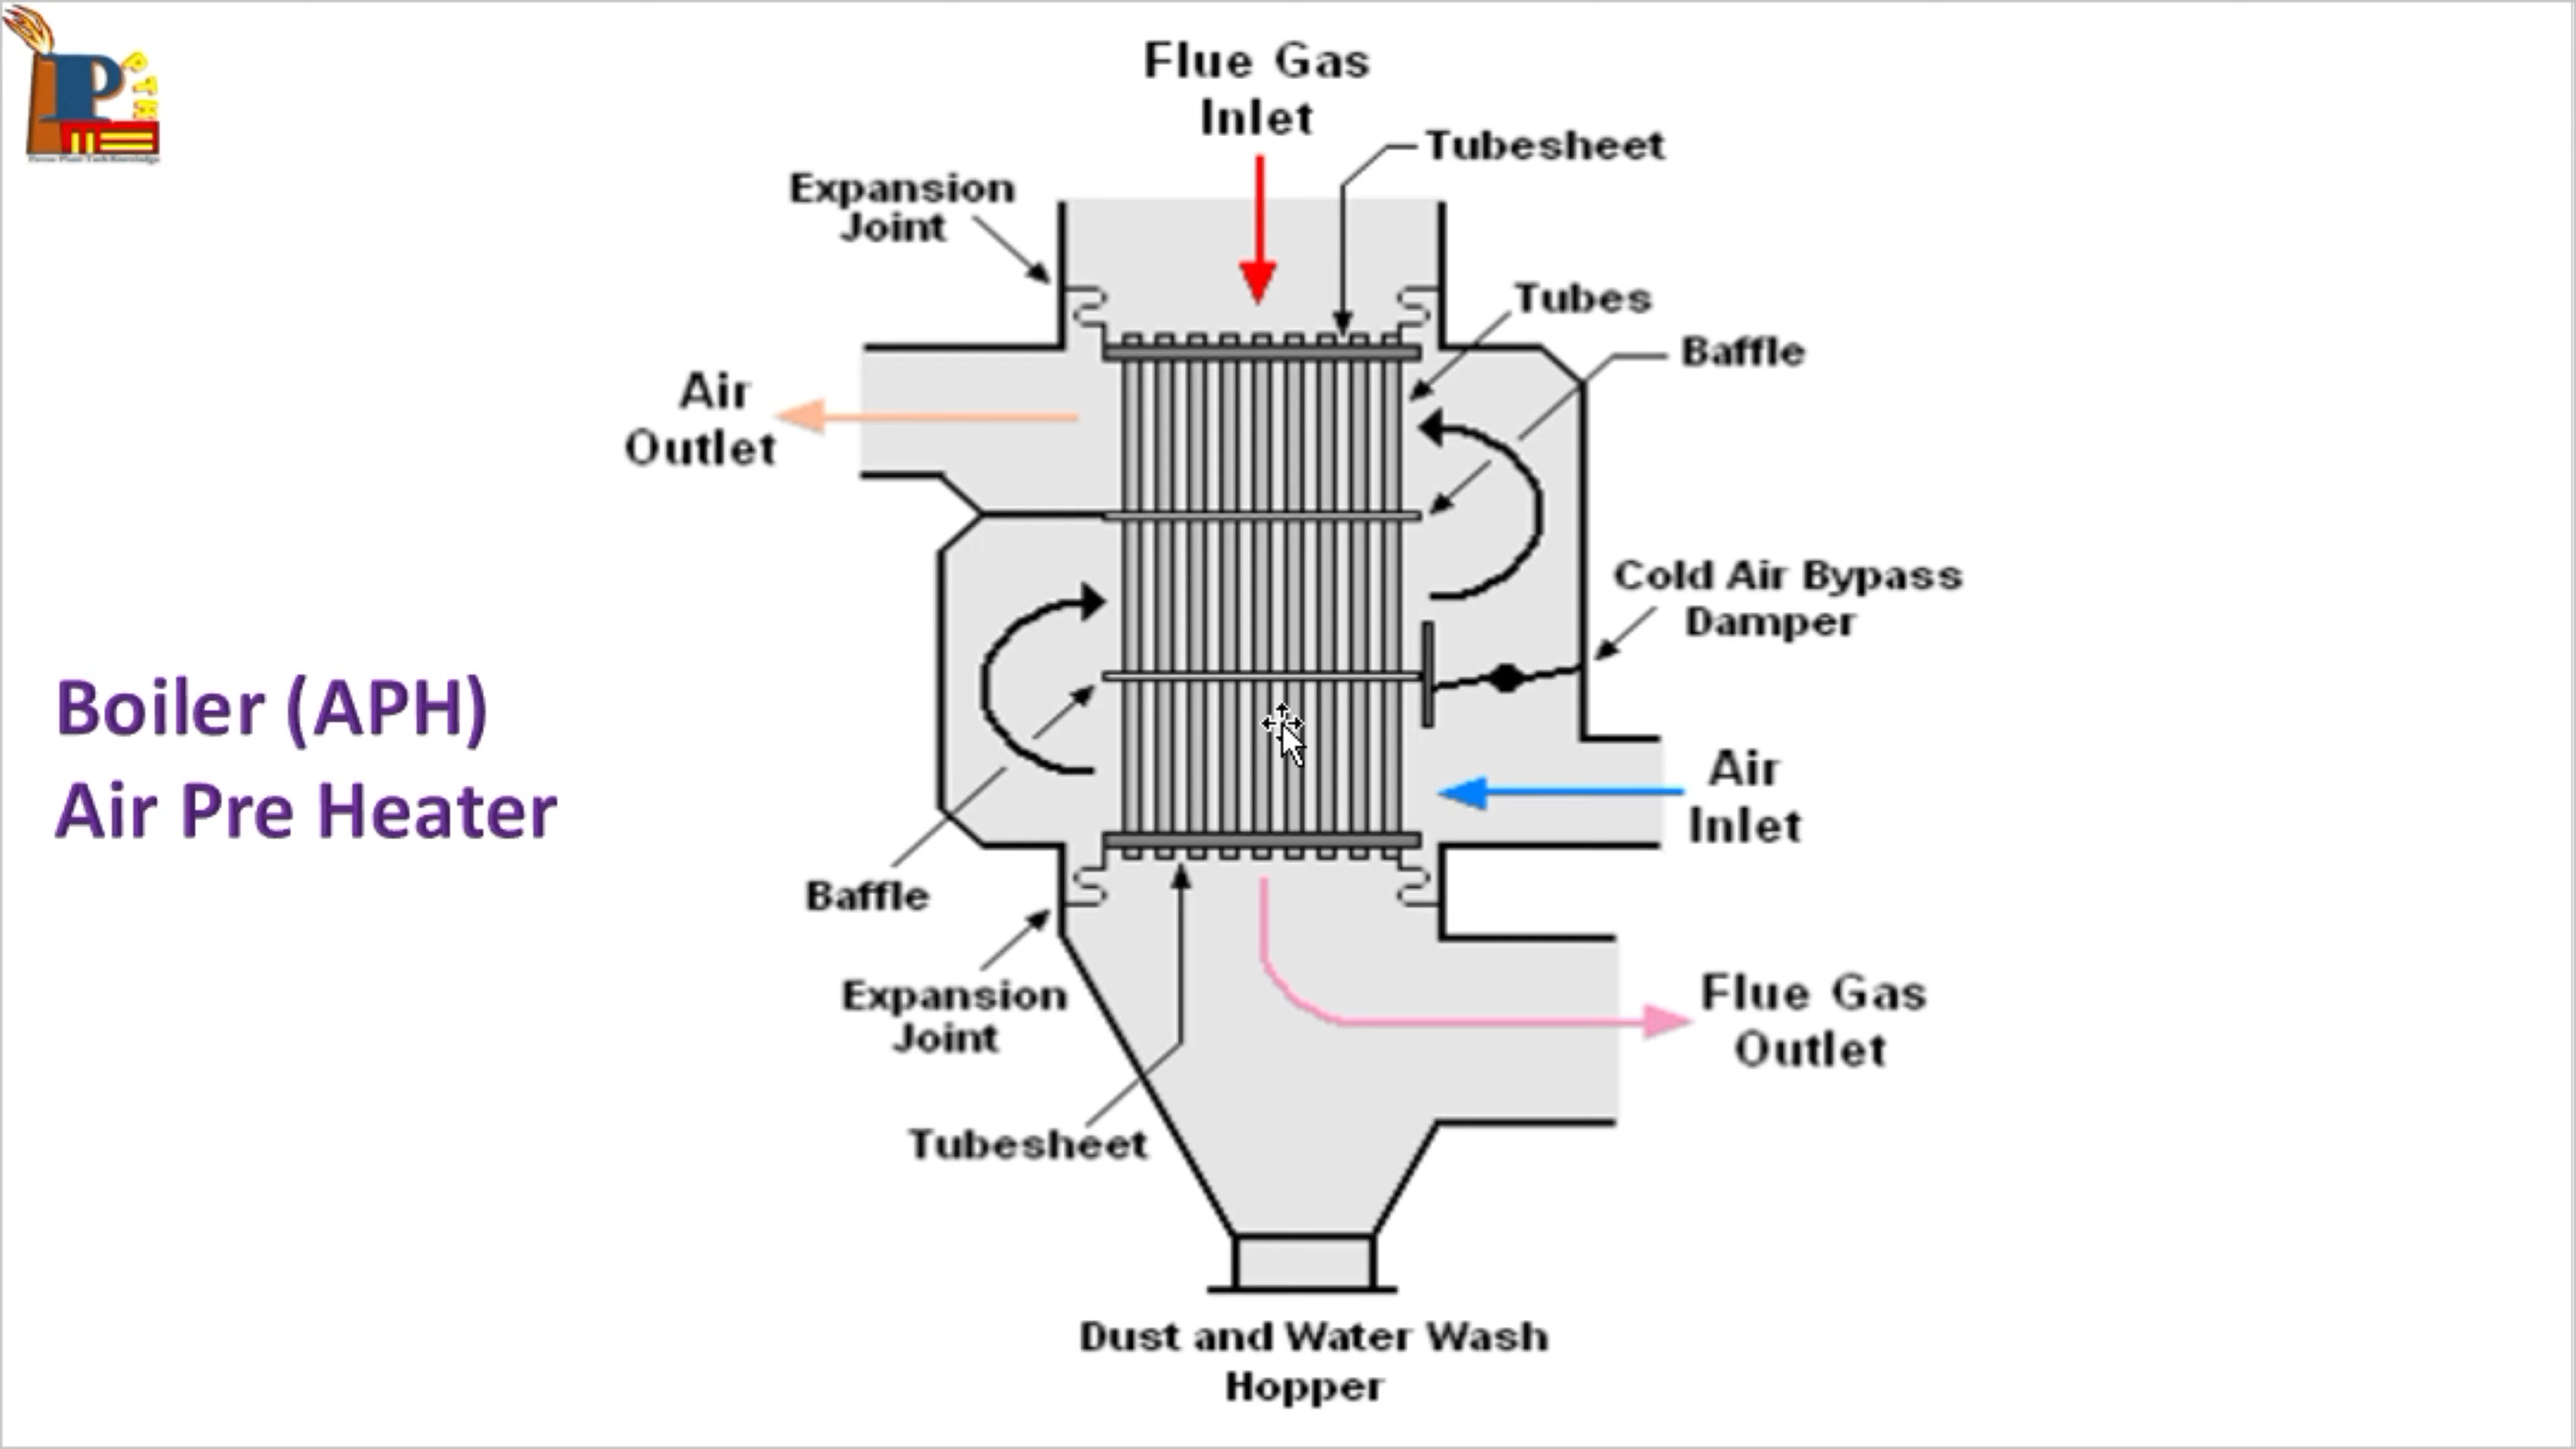 Flue Gas
Inlet
Tubesheet
Expansion
Joint
Tubes
Baffle
Air
Outlet
Cold Air Bypass
Damper
Boiler (APH)
Air Pre Heater
Air
Inlet
Baffle
Expansion
Joint
Flue Gas
Outlet
Tubesheet
Dust and Water Wash
Hopper
P
PTK